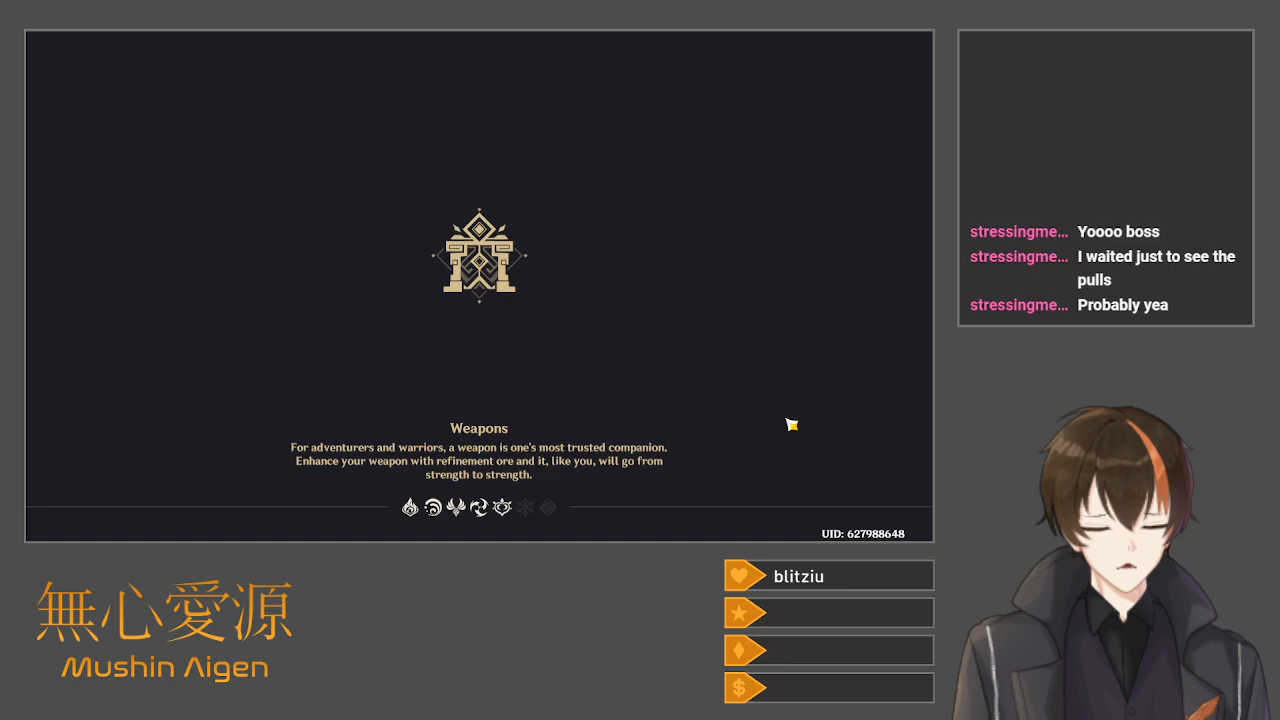 Weapons
For adventurers and warriors, a weapon is one's most trusted companion.
Enhance your weapon with refinement ore and it, like you, will go from
strength to strength.
UID: 627988648
stressingme... Yoooo boss
stressingme... I waited just to see the
pulls
stressingme... Probably yea
無心愛源
Mushin Aigen
blitziu